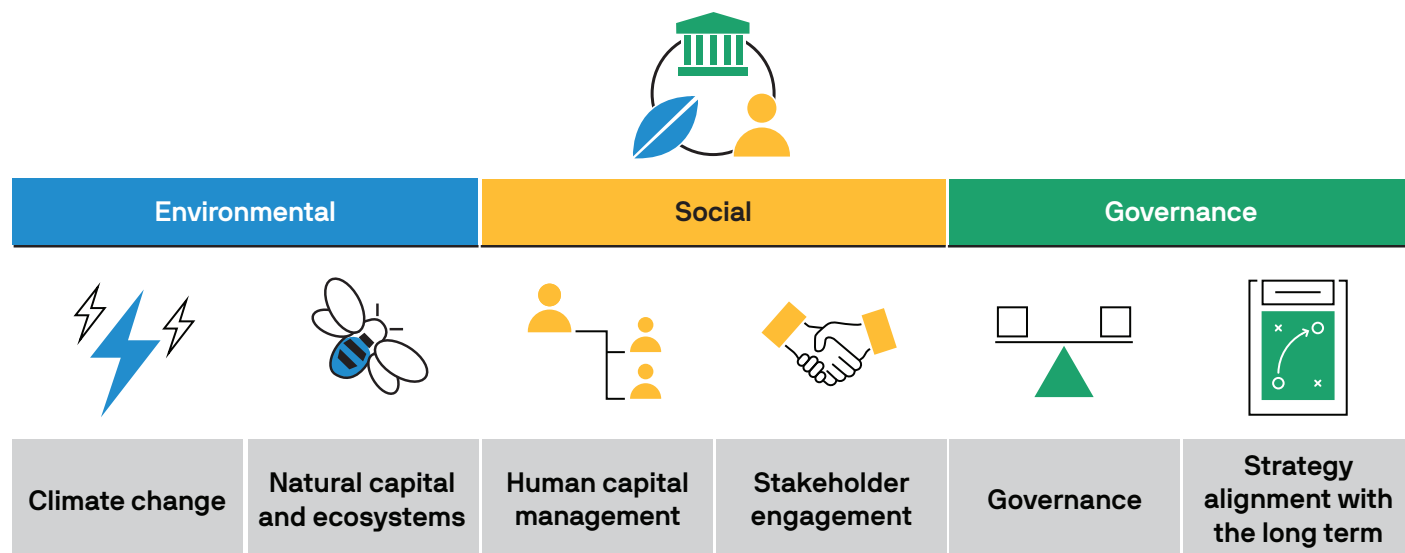 Environmental
Social
Governance
Climate change
Natural capital
and ecosystems
Human capital
management
Stakeholder
engagement
Governance
Strategy
alignment with
the long term